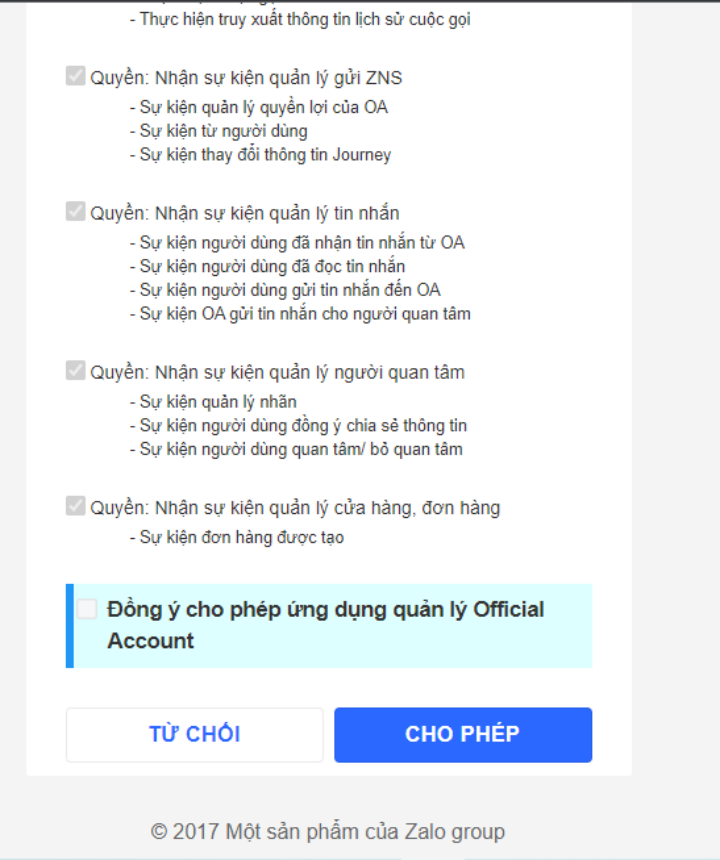 - Thực hiện truy xuất thông tin lịch sử cuộc gọi
Quyền: Nhận sự kiện quản lý gửi ZNS
- Sự kiện quản lý quyền lợi của OA
- Sự kiện từ người dùng
- Sự kiện thay đổi thông tin Journey
Quyền: Nhận sự kiện quản lý tin nhắn
- Sự kiện người dùng đã nhận tin nhắn từ OA
- Sự kiện người dùng đã đọc tin nhắn
- Sự kiện người dùng gửi tin nhắn đến OA
- Sự kiện OA gửi tin nhắn cho người quan tâm
Quyền: Nhận sự kiện quản lý người quan tâm
- Sự kiện quản lý nhãn
- Sự kiện người dùng đồng ý chia sẻ thông tin
- Sự kiện người dùng quan tâm/ bỏ quan tâm
Quyền: Nhận sự kiện quản lý cửa hàng, đơn hàng
- Sự kiện đơn hàng được tạo
Đồng ý cho phép ứng dụng quản lý Official
Account
TỪ CHỐI
CHO PHÉP
© 2017 Một sản phẩm của Zalo group